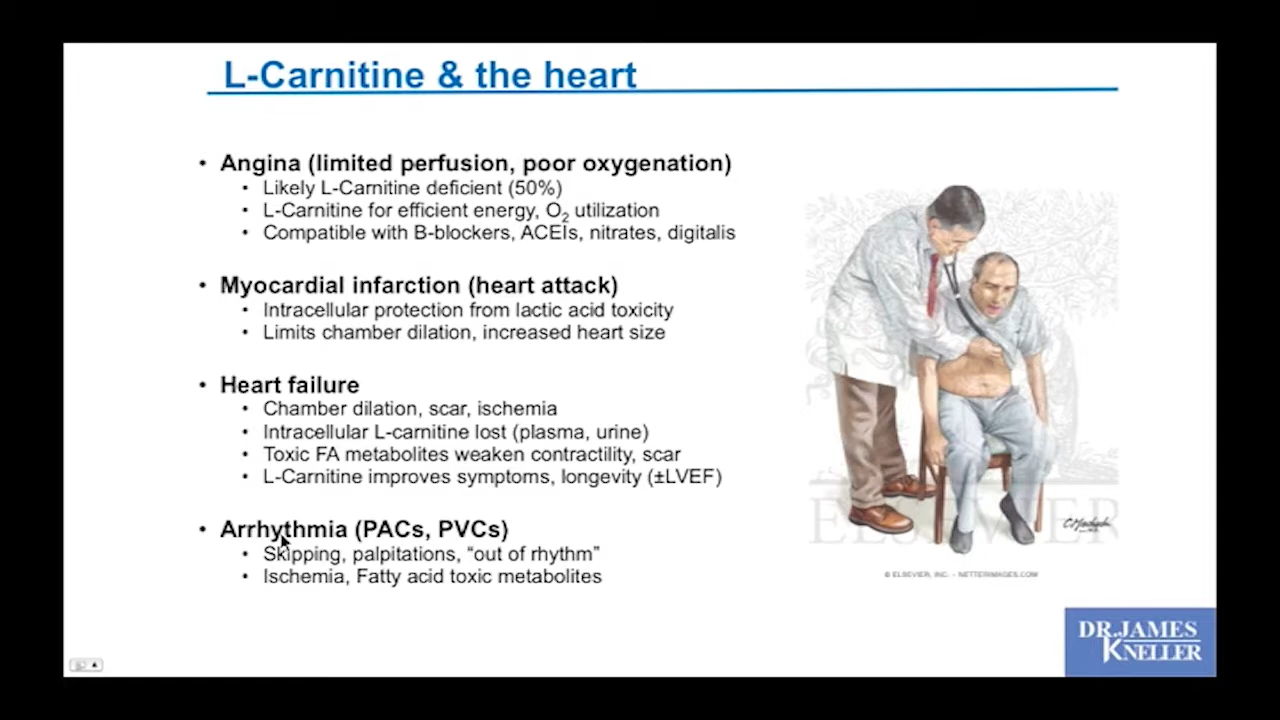 L-Carnitine & the heart
• Angina (limited perfusion, poor oxygenation)
• Likely L-Carnitine deficient (50%)
• L-Carnitine for efficient energy, O₂ utilization
• Compatible with B-blockers, ACEIs, nitrates, digitalis
• Myocardial infarction (heart attack)
• Intracellular protection from lactic acid toxicity
• Limits chamber dilation, increased heart size
• Heart failure
• Chamber dilation, scar, ischemia
• Intracellular L-carnitine lost (plasma, urine)
• Toxic FA metabolites weaken contractility, scar
• L-Carnitine improves symptoms, longevity (±LVEF)
• Arrhythmia (PACs, PVCs)
• Skipping, palpitations, “out of rhythm”
• Ischemia, Fatty acid toxic metabolites
ELSEVIER
© ELSEVIER, INC. - NETTERIMAGES.COM
DR. JAMES
KNELLER